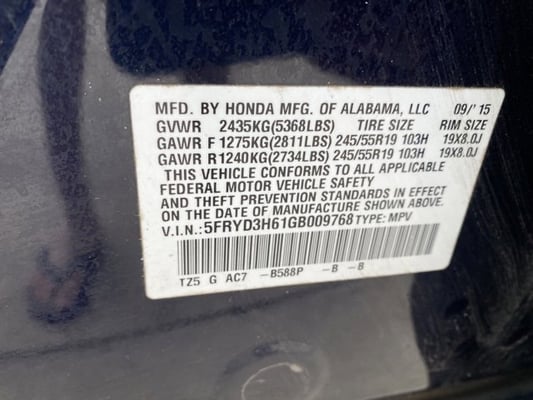 MFD. BY HONDA MFG. OF ALABAMA, LLC 09/'15
GVWR 2435KG(5368LBS) TIRE SIZE RIM SIZE
GAWR F 1275KG(2811LBS) 245/55R19 103H 19X8.0J
GAWR R1240KG(2734LBS) 245/55R19 103H 19X8.0J
THIS VEHICLE CONFORMS TO ALL APPLICABLE
FEDERAL MOTOR VEHICLE SAFETY
AND THEFT PREVENTION STANDARDS IN EFFECT
ON THE DATE OF MANUFACTURE SHOWN ABOVE.
V.I.N.: 5FRYD3H61GB009768 TYPE: MPV
TZ5 G AC7 -B588P -B -B